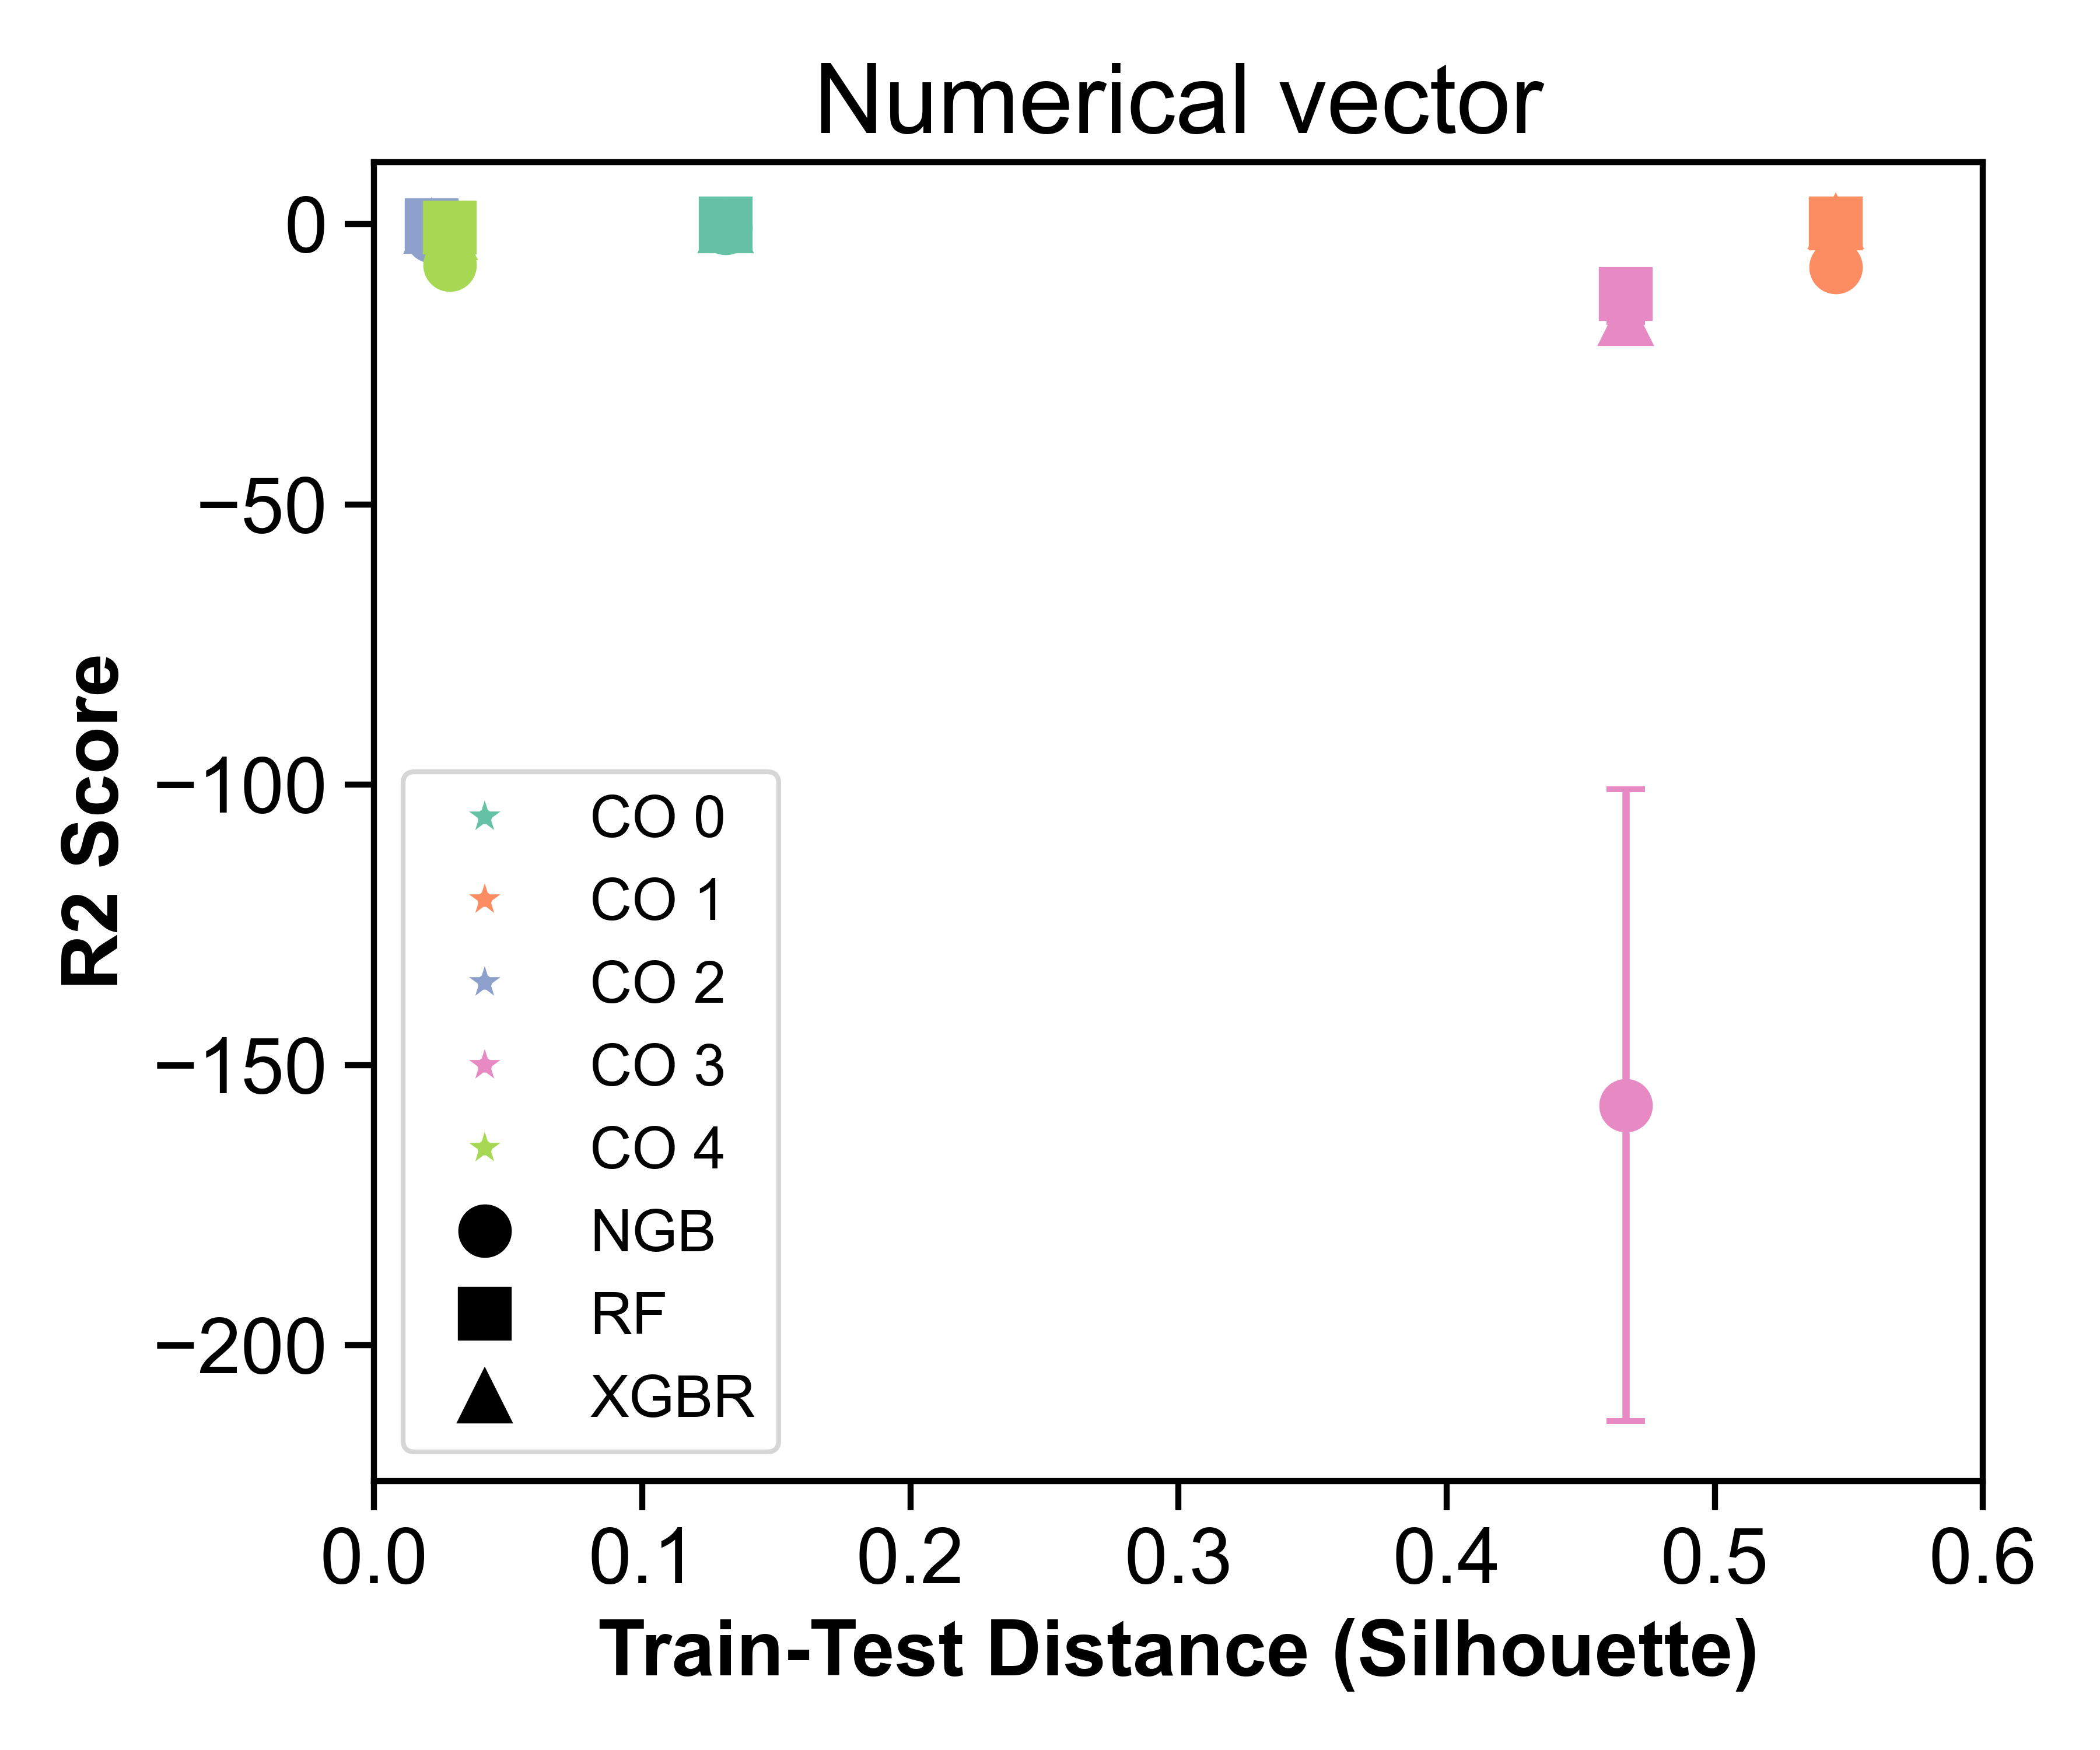 Numerical vector
0
−50
−100
−150
−200
R2 Score
CO 0
CO 1
CO 2
CO 3
CO 4
NGB
RF
XGBR
0.0 0.1 0.2 0.3 0.4 0.5 0.6
Train-Test Distance (Silhouette)